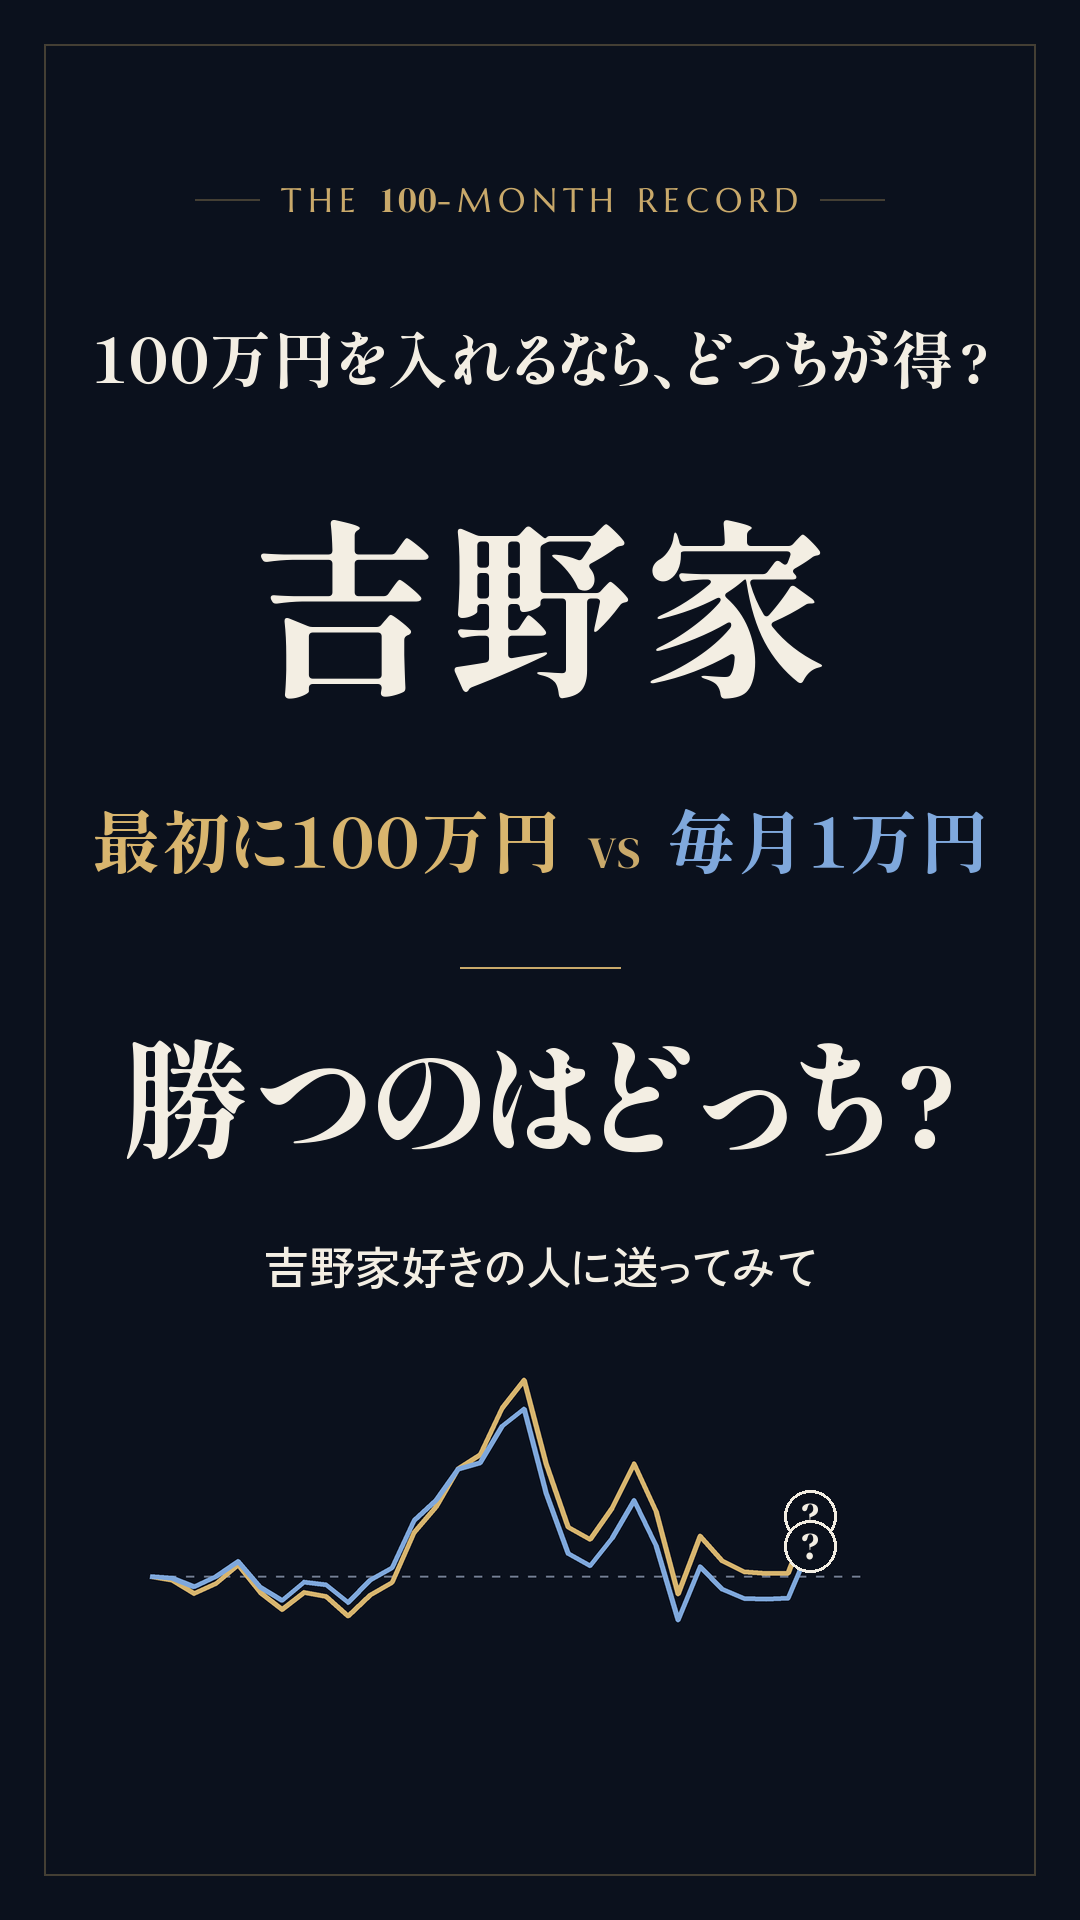 THE 100-MONTH RECORD
100万円を入れるなら、どっちが得?
吉野家
最初に100万円 vs 毎月1万円
勝つのはどっち?
吉野家好きの人に送ってみて
?
?